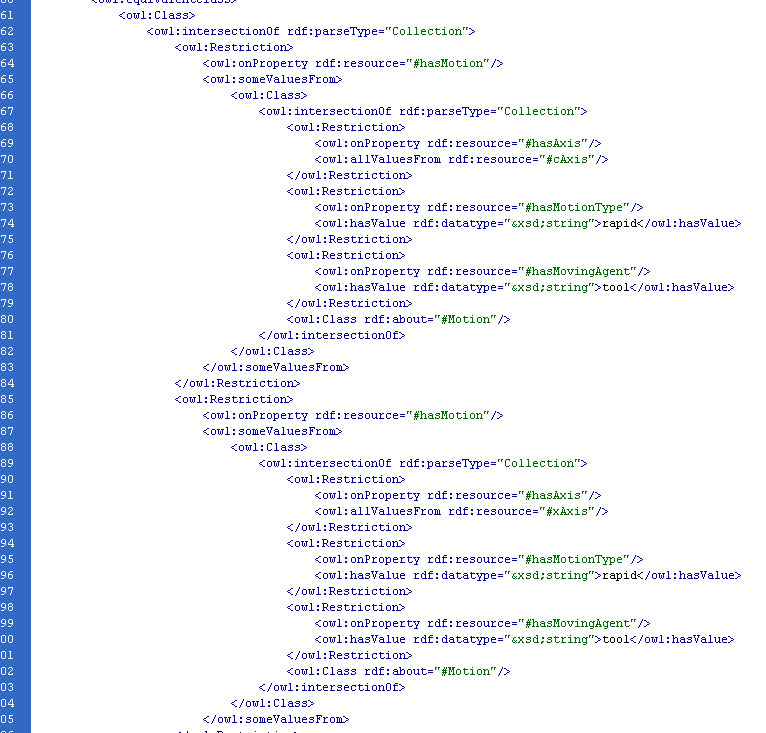 61 <owl:Class>
62 <owl:intersectionOf rdf:parseType="Collection">
63 <owl:Restriction>
64 <owl:onProperty rdf:resource="#hasMotion"/>
65 <owl:someValuesFrom>
66 <owl:Class>
67 <owl:intersectionOf rdf:parseType="Collection">
68 <owl:Restriction>
69 <owl:onProperty rdf:resource="#hasAxis"/>
70 <owl:allValuesFrom rdf:resource="#cAxis"/>
71 </owl:Restriction>
72 <owl:Restriction>
73 <owl:onProperty rdf:resource="#hasMotionType"/>
74 <owl:hasValue rdf:datatype="&xsd;string">rapid</owl:hasValue>
75 </owl:Restriction>
76 <owl:Restriction>
77 <owl:onProperty rdf:resource="#hasMovingAgent"/>
78 <owl:hasValue rdf:datatype="&xsd;string">tool</owl:hasValue>
79 </owl:Restriction>
80 <owl:Class rdf:about="#Motion"/>
81 </owl:intersectionOf>
82 </owl:Class>
83 </owl:someValuesFrom>
84 </owl:Restriction>
85 <owl:Restriction>
86 <owl:onProperty rdf:resource="#hasMotion"/>
87 <owl:someValuesFrom>
88 <owl:Class>
89 <owl:intersectionOf rdf:parseType="Collection">
90 <owl:Restriction>
91 <owl:onProperty rdf:resource="#hasAxis"/>
92 <owl:allValuesFrom rdf:resource="#xAxis"/>
93 </owl:Restriction>
94 <owl:Restriction>
95 <owl:onProperty rdf:resource="#hasMotionType"/>
96 <owl:hasValue rdf:datatype="&xsd;string">rapid</owl:hasValue>
97 </owl:Restriction>
98 <owl:Restriction>
99 <owl:onProperty rdf:resource="#hasMovingAgent"/>
00 <owl:hasValue rdf:datatype="&xsd;string">tool</owl:hasValue>
01 </owl:Restriction>
02 <owl:Class rdf:about="#Motion"/>
03 </owl:intersectionOf>
04 </owl:Class>
05 </owl:someValuesFrom>